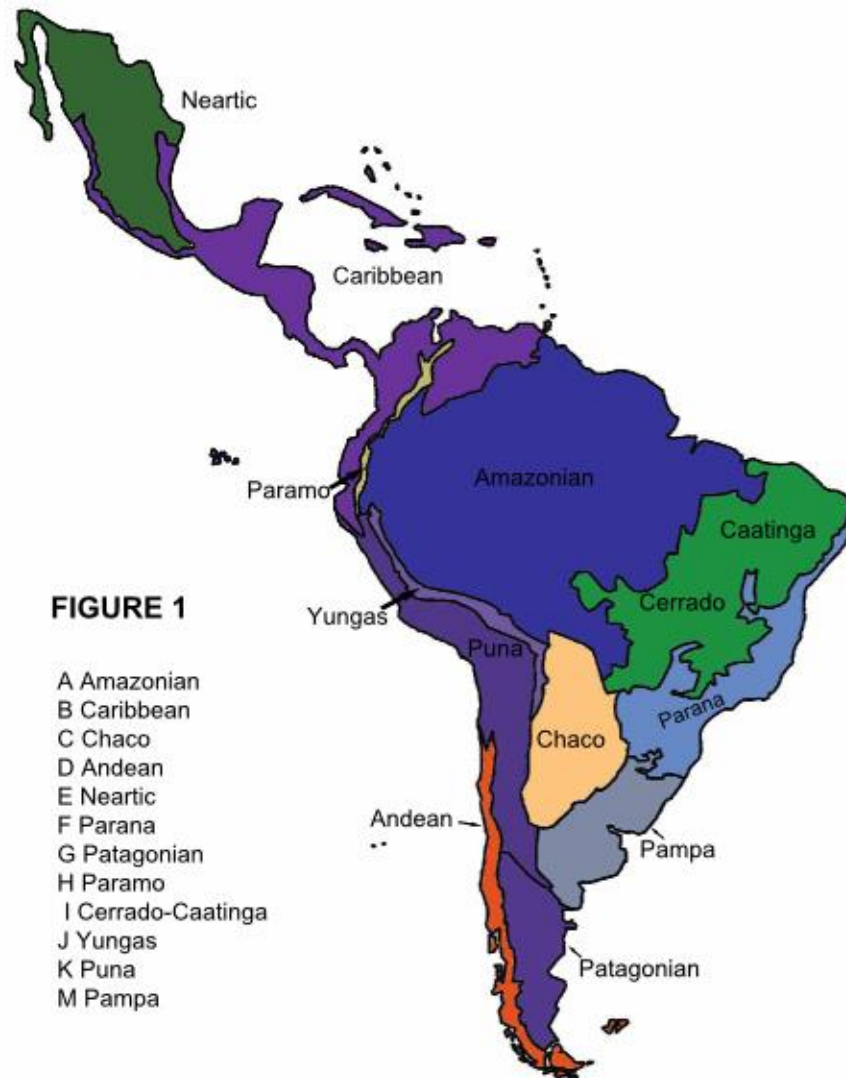 Neartic
Caribbean
Paramo
Amazonian
Caatinga
Cerrado
Yungas
Puna
Parana
Chaco
Andean
Pampa
Patagonian
FIGURE 1
A Amazonian
B Caribbean
C Chaco
D Andean
E Neartic
F Parana
G Patagonian
H Paramo
I Cerrado-Caatinga
J Yungas
K Puna
M Pampa